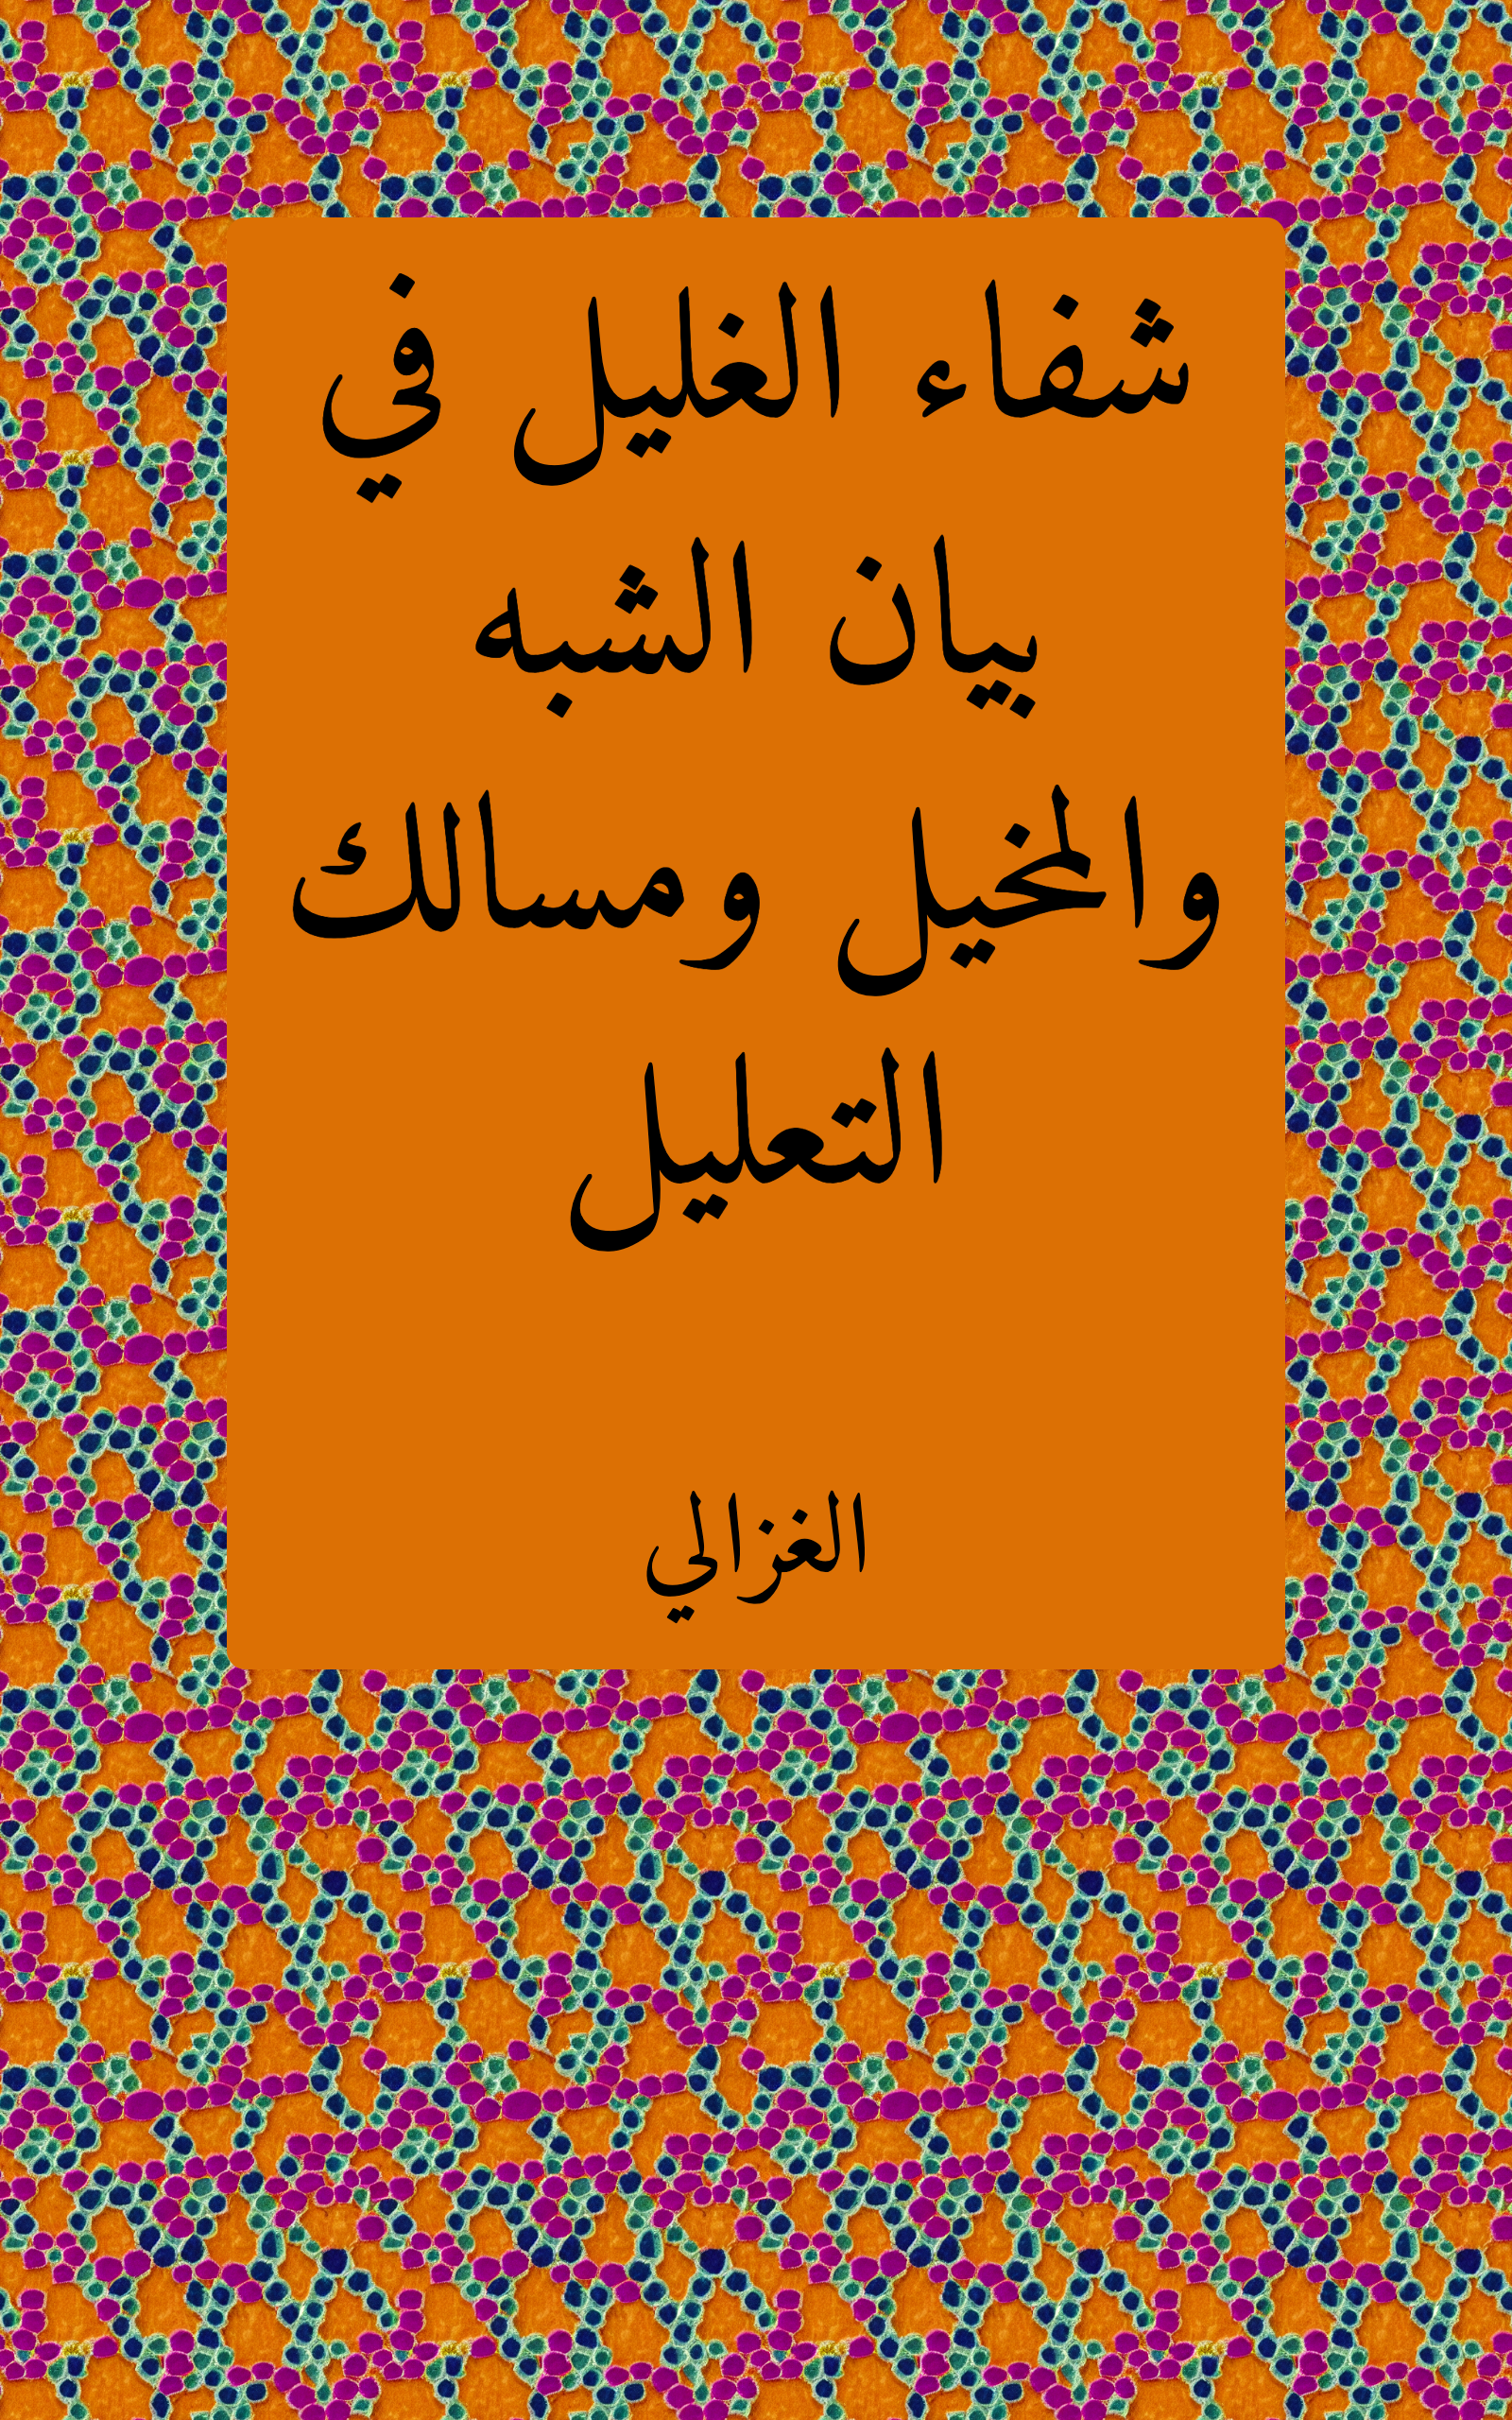 شفاء الغليل في
بيان الشبه
والمخيل ومسالك
التعليل
الغزالي